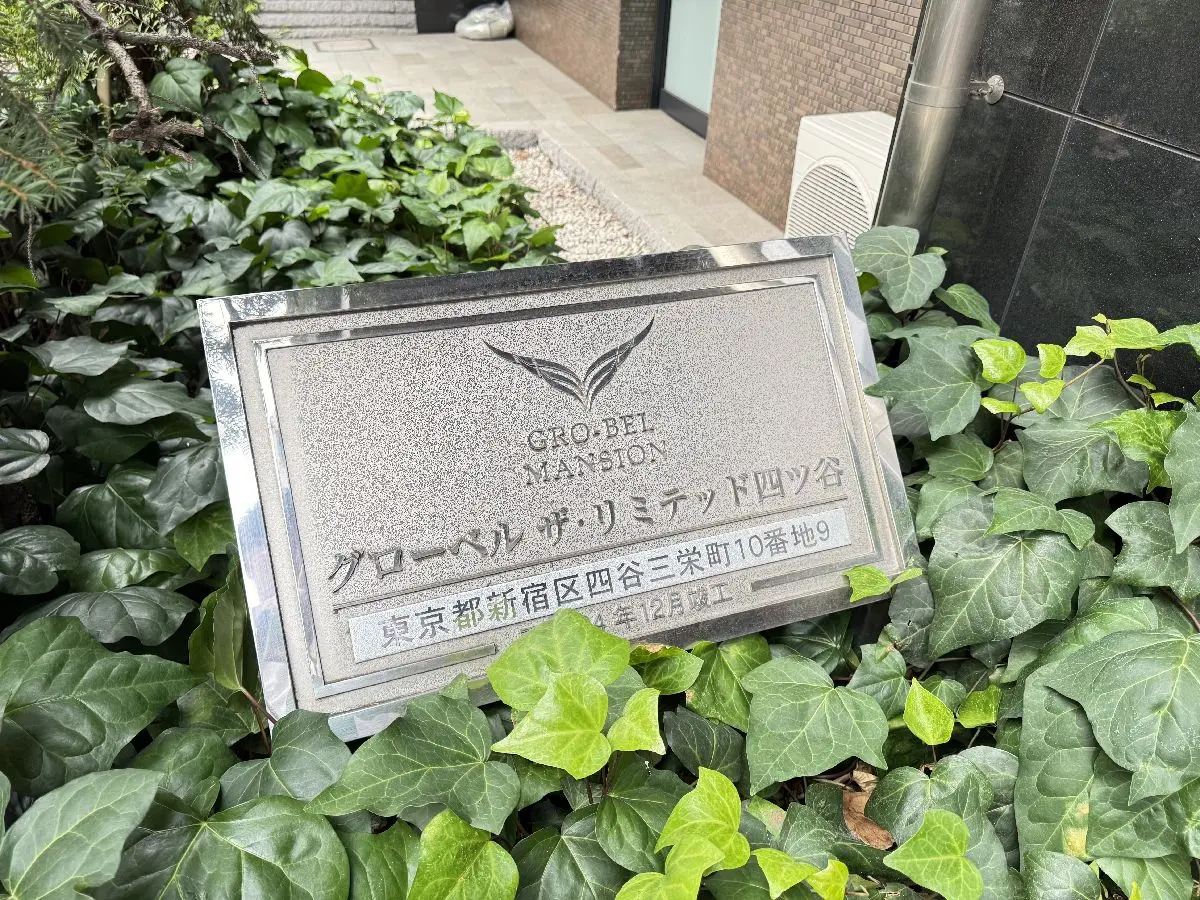 GRO-BEL
MANSION
グローベル ザ・リミテッド四ツ谷
東京都新宿区四谷三栄町10番地9
年12月竣工